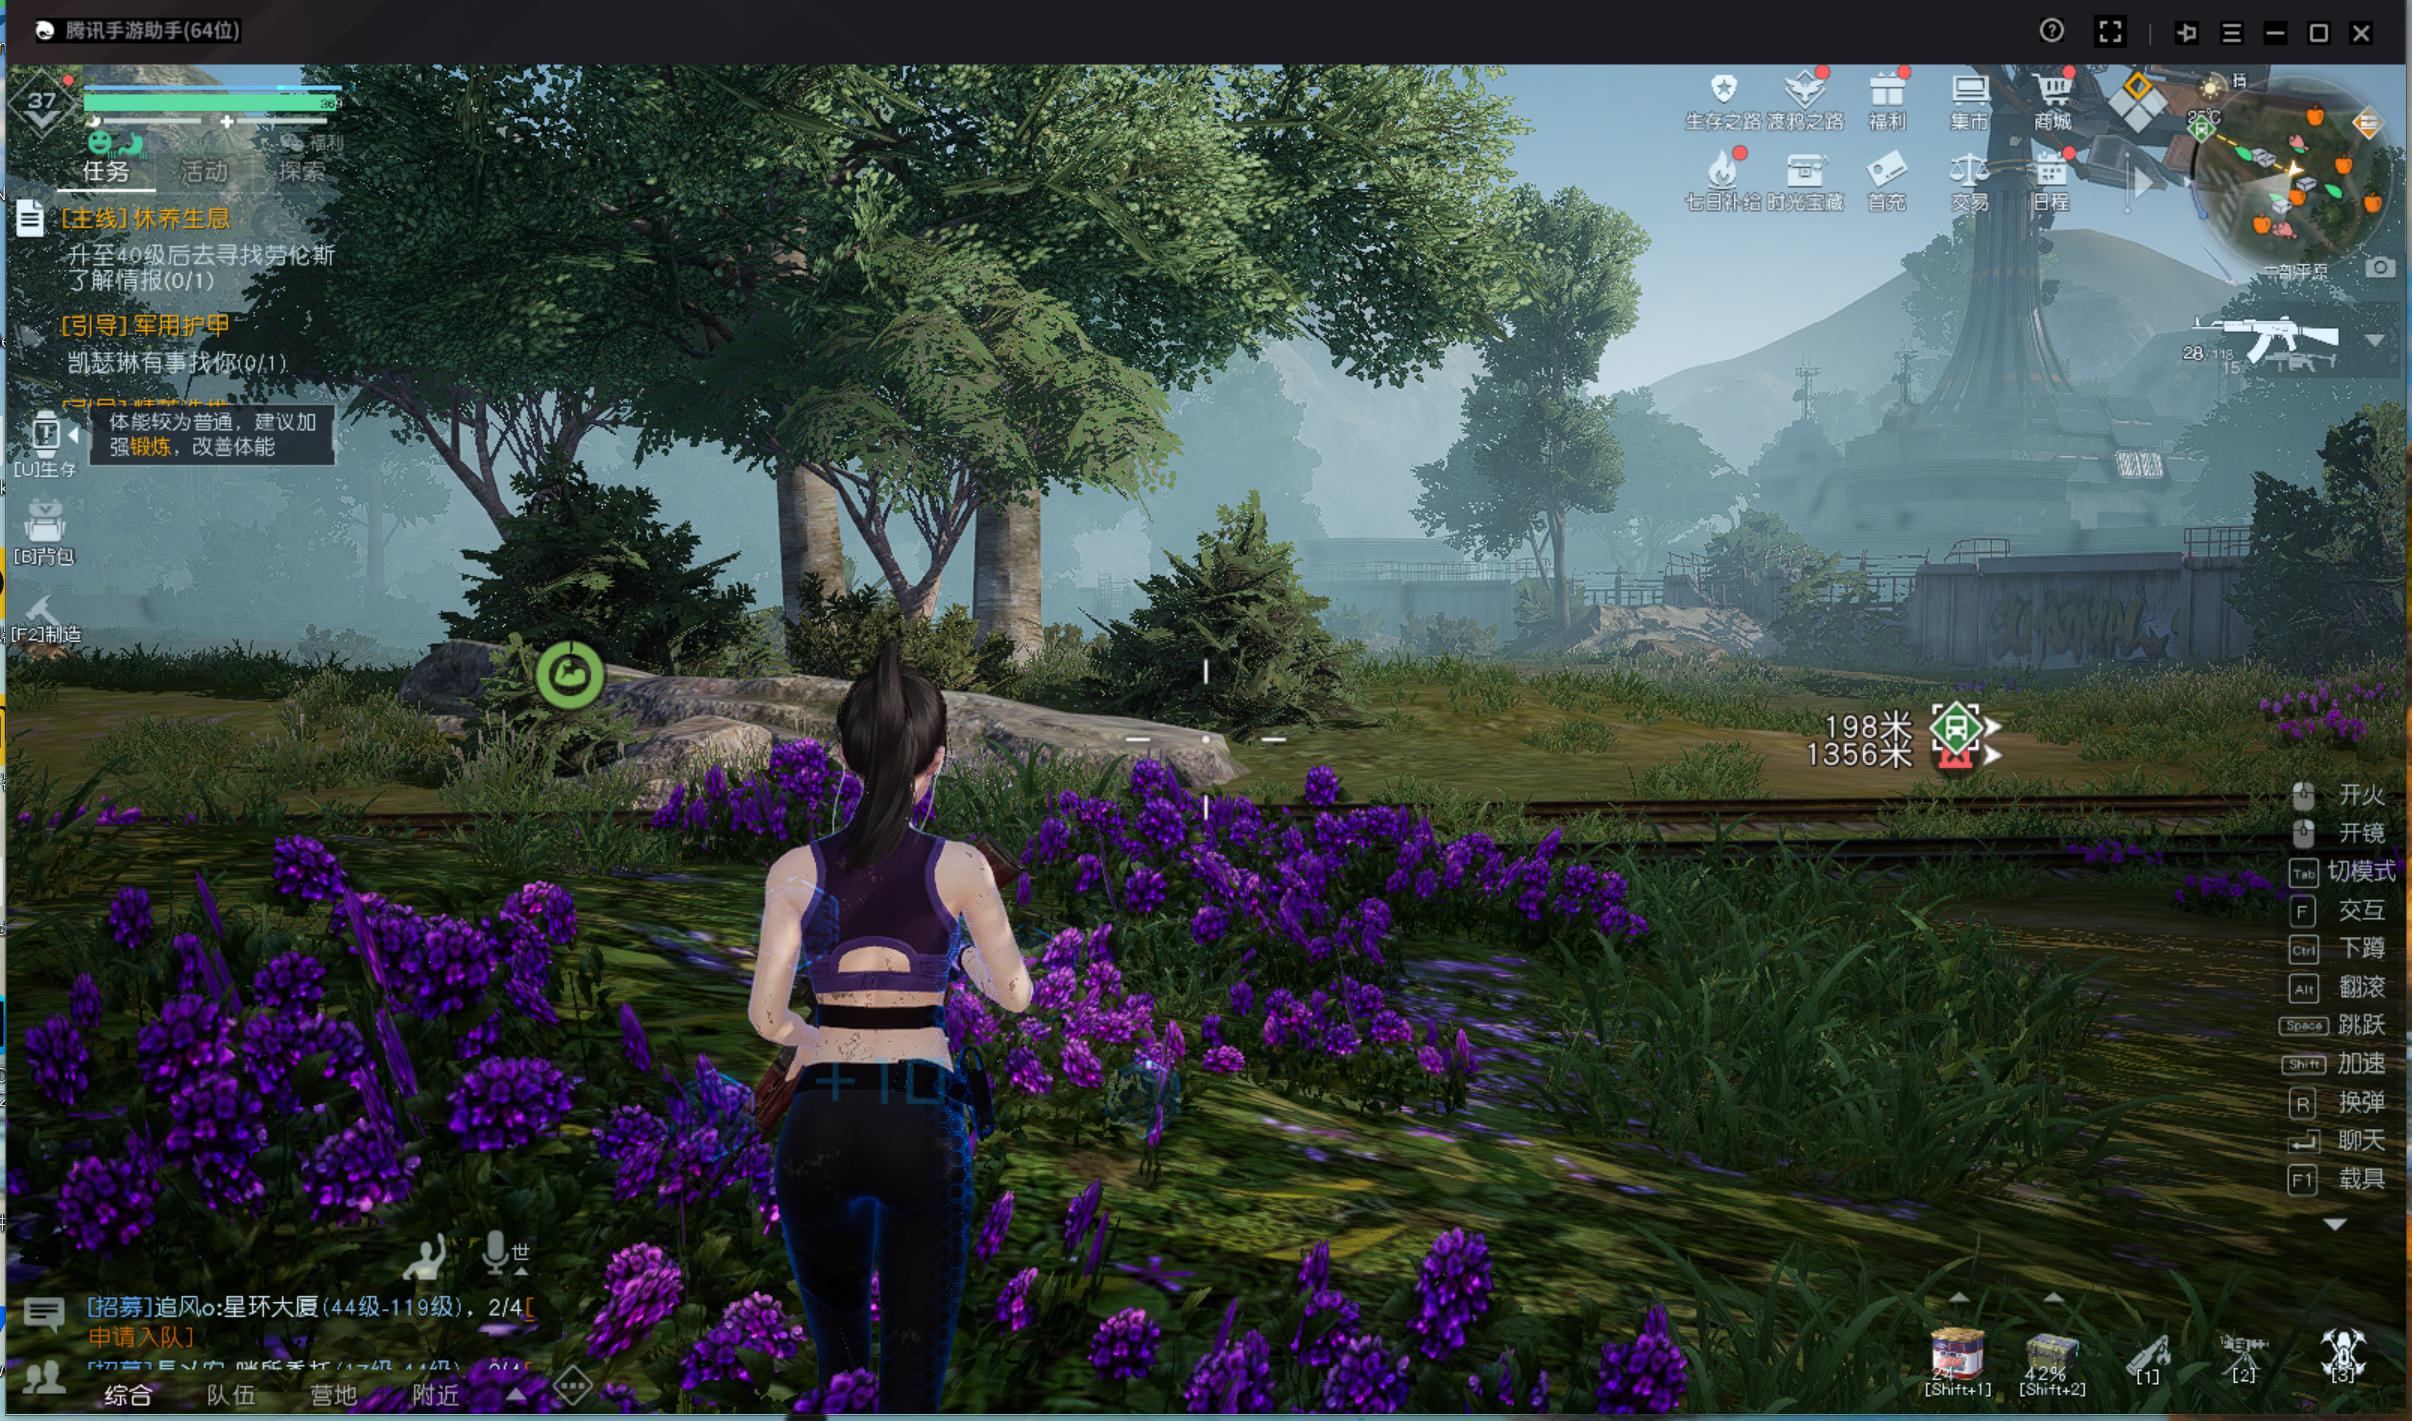 腾讯手游助手(64位)
37
福利
任务 活动 探索
[主线]休养生息
升至40级后去寻找劳伦斯
了解情报(0/1)
[引导]军用护甲
凯瑟琳有事找你(0/1)
体能较为普通，建议加
强锻炼，改善体能
[U]生存
[B]背包
[F2]制造
生存之路 渡鸦之路 福利 集市 商城
七日补给 时光宝藏 首充 交易 日程
晴
25℃
28/118
15
198米
1356米
开火
开镜
Tab 切模式
F 交互
Ctrl 下蹲
Alt 翻滚
Space 跳跃
Shift 加速
R 换弹
聊天
F1 载具
+10
世
[招募]追风o:星环大厦(44级-119级)，2/4[
申请入队]
综合 队伍 营地 附近
24 42%
[Shift+1] [Shift+2] [1] [2] [3]